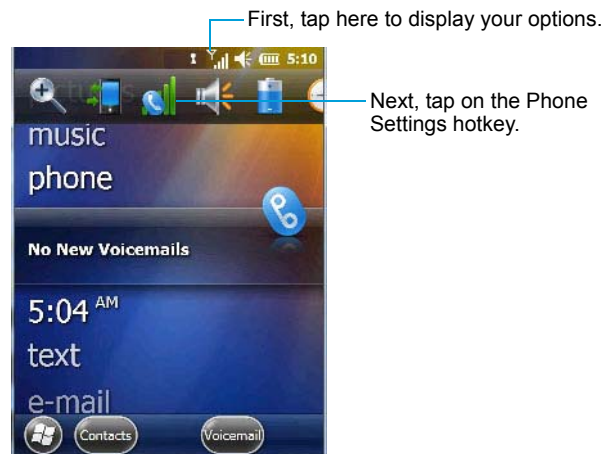 First, tap here to display your options.
5:10
Next, tap on the Phone
Settings hotkey.
music
phone
No New Voicemails
5:04 AM
text
e-mail
Contacts
Voicemail